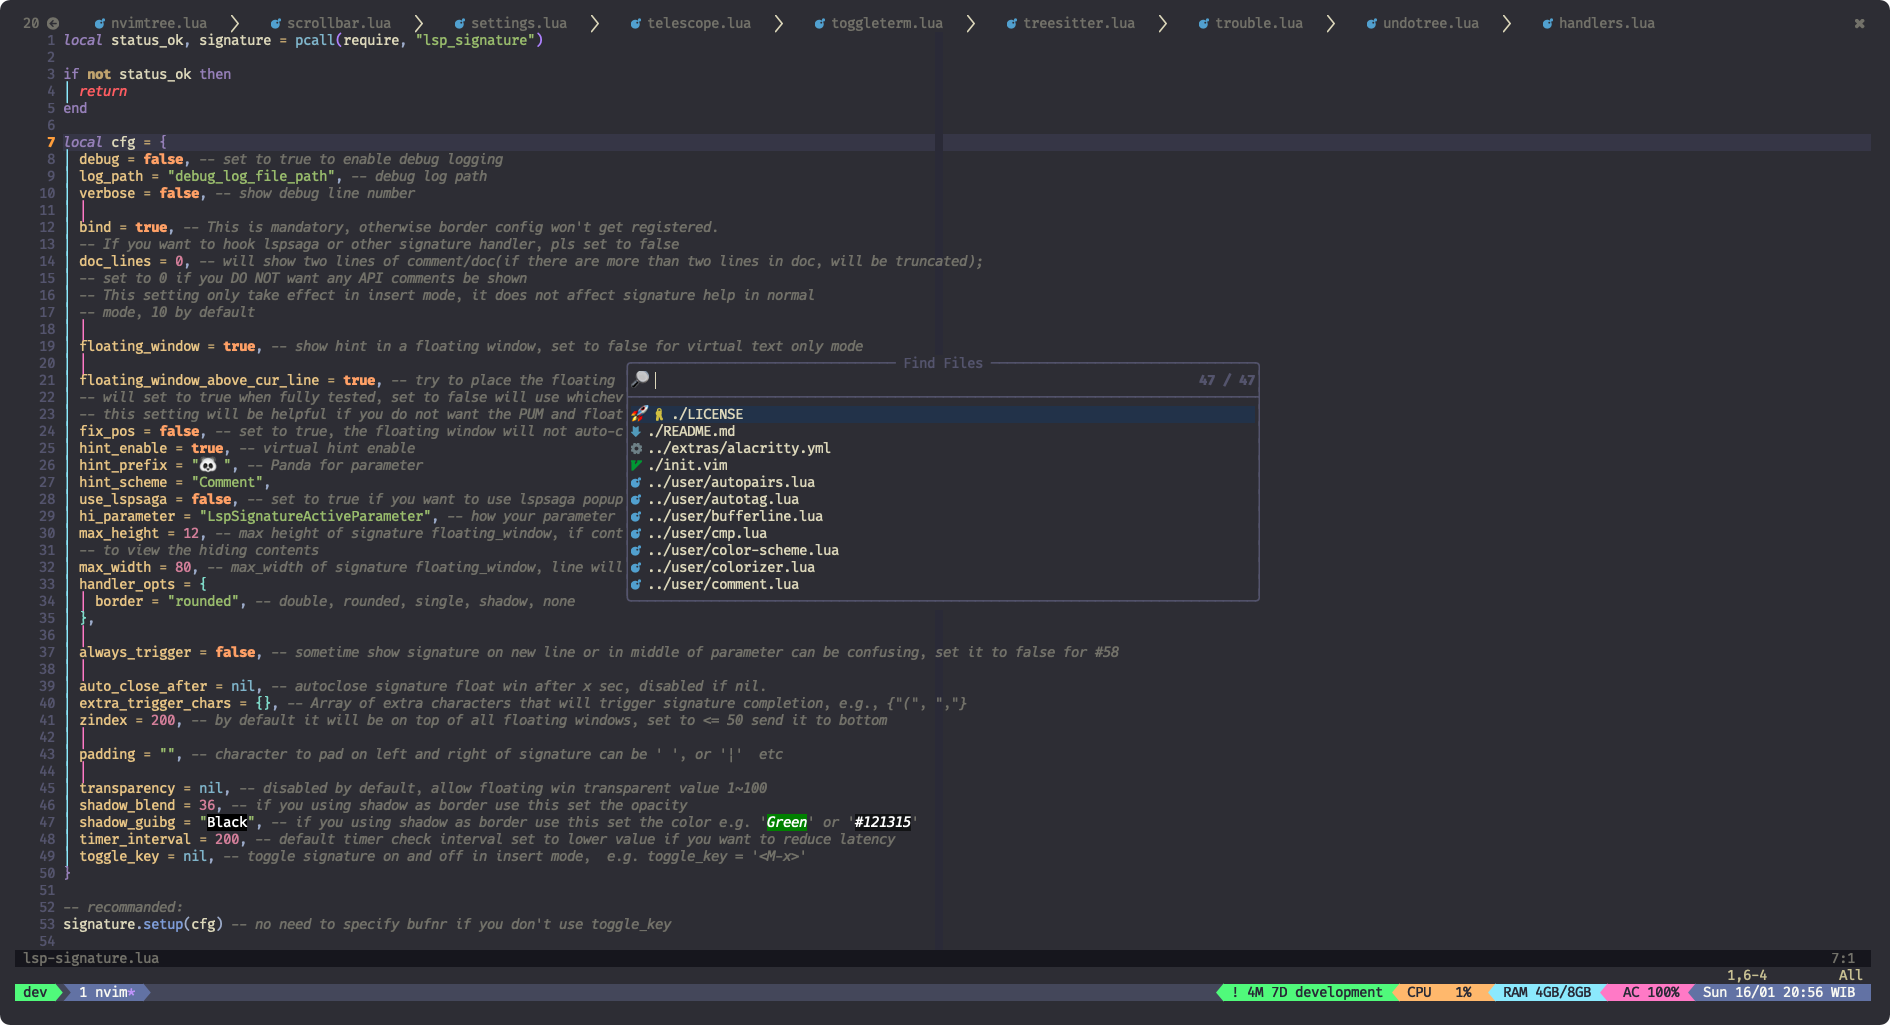 20 nvimtree.lua scrollbar.lua settings.lua telescope.lua toggleterm.lua treesitter.lua trouble.lua undotree.lua handlers.lua
1 local status_ok, signature = pcall(require, "lsp_signature")
2
3 if not status_ok then
4 return
5 end
6
7 local cfg = {
8 debug = false, -- set to true to enable debug logging
9 log_path = "debug_log_file_path", -- debug log path
10 verbose = false, -- show debug line number
11
12 bind = true, -- This is mandatory, otherwise border config won't get registered.
13 -- If you want to hook lspsaga or other signature handler, pls set to false
14 doc_lines = 0, -- will show two lines of comment/doc(if there are more than two lines in doc, will be truncated);
15 -- set to 0 if you DO NOT want any API comments be shown
16 -- This setting only take effect in insert mode, it does not affect signature help in normal
17 -- mode, 10 by default
18
19 floating_window = true, -- show hint in a floating window, set to false for virtual text only mode
20
21 floating_window_above_cur_line = true, -- try to place the floating
22 -- will set to true when fully tested, set to false will use whichev
23 -- this setting will be helpful if you do not want the PUM and float
24 fix_pos = false, -- set to true, the floating window will not auto-c
25 hint_enable = true, -- virtual hint enable
26 hint_prefix = "🐼 ", -- Panda for parameter
27 hint_scheme = "Comment",
28 use_lspsaga = false, -- set to true if you want to use lspsaga popup
29 hi_parameter = "LspSignatureActiveParameter", -- how your parameter
30 max_height = 12, -- max height of signature floating_window, if cont
31 -- to view the hiding contents
32 max_width = 80, -- max_width of signature floating_window, line will
33 handler_opts = {
34 border = "rounded", -- double, rounded, single, shadow, none
35 },
36
37 always_trigger = false, -- sometime show signature on new line or in middle of parameter can be confusing, set it to false for #58
38
39 auto_close_after = nil, -- autoclose signature float win after x sec, disabled if nil.
40 extra_trigger_chars = {}, -- Array of extra characters that will trigger signature completion, e.g., {"(", ","}
41 zindex = 200, -- by default it will be on top of all floating windows, set to <= 50 send it to bottom
42
43 padding = "", -- character to pad on left and right of signature can be ' ', or '|'  etc
44
45 transparency = nil, -- disabled by default, allow floating win transparent value 1~100
46 shadow_blend = 36, -- if you using shadow as border use this set the opacity
47 shadow_guibg = "Black", -- if you using shadow as border use this set the color e.g. 'Green' or '#121315'
48 timer_interval = 200, -- default timer check interval set to lower value if you want to reduce latency
49 toggle_key = nil, -- toggle signature on and off in insert mode,  e.g. toggle_key = '<M-x>'
50 }
51
52 -- recommanded:
53 signature.setup(cfg) -- no need to specify bufnr if you don't use toggle_key
54
Find Files
47 / 47
./LICENSE
./README.md
../extras/alacritty.yml
./init.vim
../user/autopairs.lua
../user/autotag.lua
../user/bufferline.lua
../user/cmp.lua
../user/color-scheme.lua
../user/colorizer.lua
../user/comment.lua
lsp-signature.lua 7:1
1,6-4 All
dev 1 nvim* ! 4M 7D development CPU 1% RAM 4GB/8GB AC 100% Sun 16/01 20:56 WIB